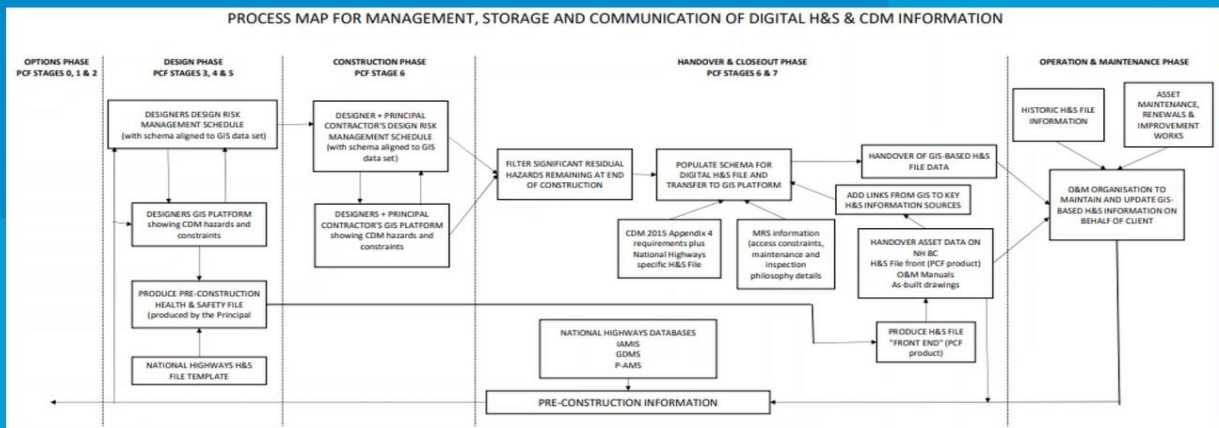 PROCESS MAP FOR MANAGEMENT, STORAGE AND COMMUNICATION OF DIGITAL H&S & CDM INFORMATION
OPTIONS PHASE
PCF STAGES 0, 1 & 2
DESIGN PHASE
PCF STAGES 3, 4 & 5
CONSTRUCTION PHASE
PCF STAGE 6
HANDOVER & CLOSEOUT PHASE
PCF STAGES 6 & 7
OPERATION & MAINTENANCE PHASE
DESIGNERS DESIGN RISK
MANAGEMENT SCHEDULE
(with schema aligned to GIS data set)
DESIGNERS GIS PLATFORM
showing CDM hazards and
constraints
PRODUCE PRE-CONSTRUCTION
HEALTH & SAFETY FILE
(produced by the Principal
NATIONAL HIGHWAYS H&S
FILE TEMPLATE
DESIGNER + PRINCIPAL
CONTRACTOR'S DESIGN RISK
MANAGEMENT SCHEDULE
(with schema aligned to GIS
data set)
DESIGNERS + PRINCIPAL
CONTRACTOR'S GIS PLATFORM
showing CDM hazards and
constraints
FILTER SIGNIFICANT RESIDUAL
HAZARDS REMAINING AT END
OF CONSTRUCTION
POPULATE SCHEMA FOR
DIGITAL H&S FILE AND
TRANSFER TO GIS PLATFORM
CDM 2015 Appendix 4
requirements plus
National Highways
specific H&S File
MRS information
(access constraints,
maintenance and
inspection
philosophy details
HANDOVER OF GIS-BASED H&S
FILE DATA
ADD LINKS FROM GIS TO KEY
H&S INFORMATION SOURCES
HANDOVER ASSET DATA ON
NH BC
H&S File front (PCF product)
O&M Manuals
As-built drawings
PRODUCE H&S FILE
"FRONT END" (PCF
product)
NATIONAL HIGHWAYS DATABASES
IAMIS
GDMS
P-AMS
PRE-CONSTRUCTION INFORMATION
HISTORIC H&S FILE
INFORMATION
ASSET
MAINTENANCE,
RENEWALS &
IMPROVEMENT
WORKS
O&M ORGANISATION TO
MAINTAIN AND UPDATE GIS-
BASED H&S INFORMATION ON
BEHALF OF CLIENT